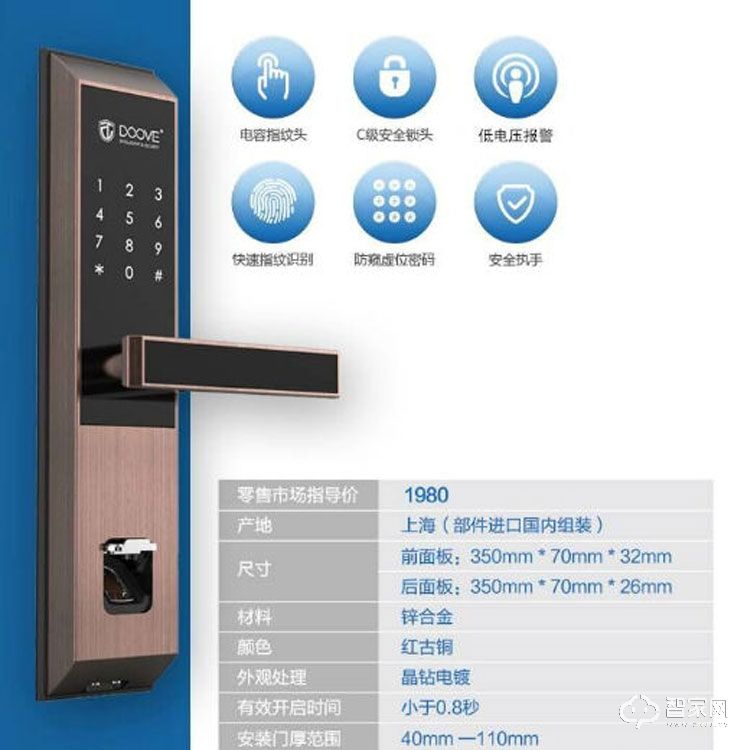 DOOVE
1 2 3
4 5 6
7 8 9
* 0 #
电容指纹头
C级安全锁头
低电压报警
快速指纹识别
防窥虚位密码
安全执手
零售市场指导价 1980
产地 上海（部件进口国内组装）
尺寸 前面板：350mm * 70mm * 32mm
后面板：350mm * 70mm * 26mm
材料 锌合金
颜色 红古铜
外观处理 晶钻电镀
有效开启时间 小于0.8秒
安装门厚范围 40mm —110mm
智家网